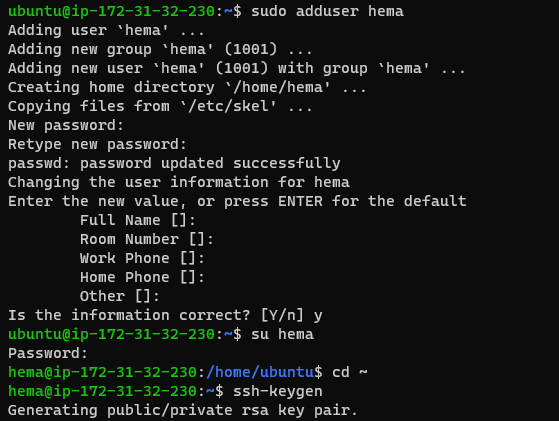 ubuntu@ip-172-31-32-230:~$ sudo adduser hema
Adding user `hema' ...
Adding new group `hema' (1001) ...
Adding new user `hema' (1001) with group `hema' ...
Creating home directory `/home/hema' ...
Copying files from `/etc/skel' ...
New password:
Retype new password:
passwd: password updated successfully
Changing the user information for hema
Enter the new value, or press ENTER for the default
        Full Name []:
        Room Number []:
        Work Phone []:
        Home Phone []:
        Other []:
Is the information correct? [Y/n] y
ubuntu@ip-172-31-32-230:~$ su hema
Password:
hema@ip-172-31-32-230:/home/ubuntu$ cd ~
hema@ip-172-31-32-230:~$ ssh-keygen
Generating public/private rsa key pair.